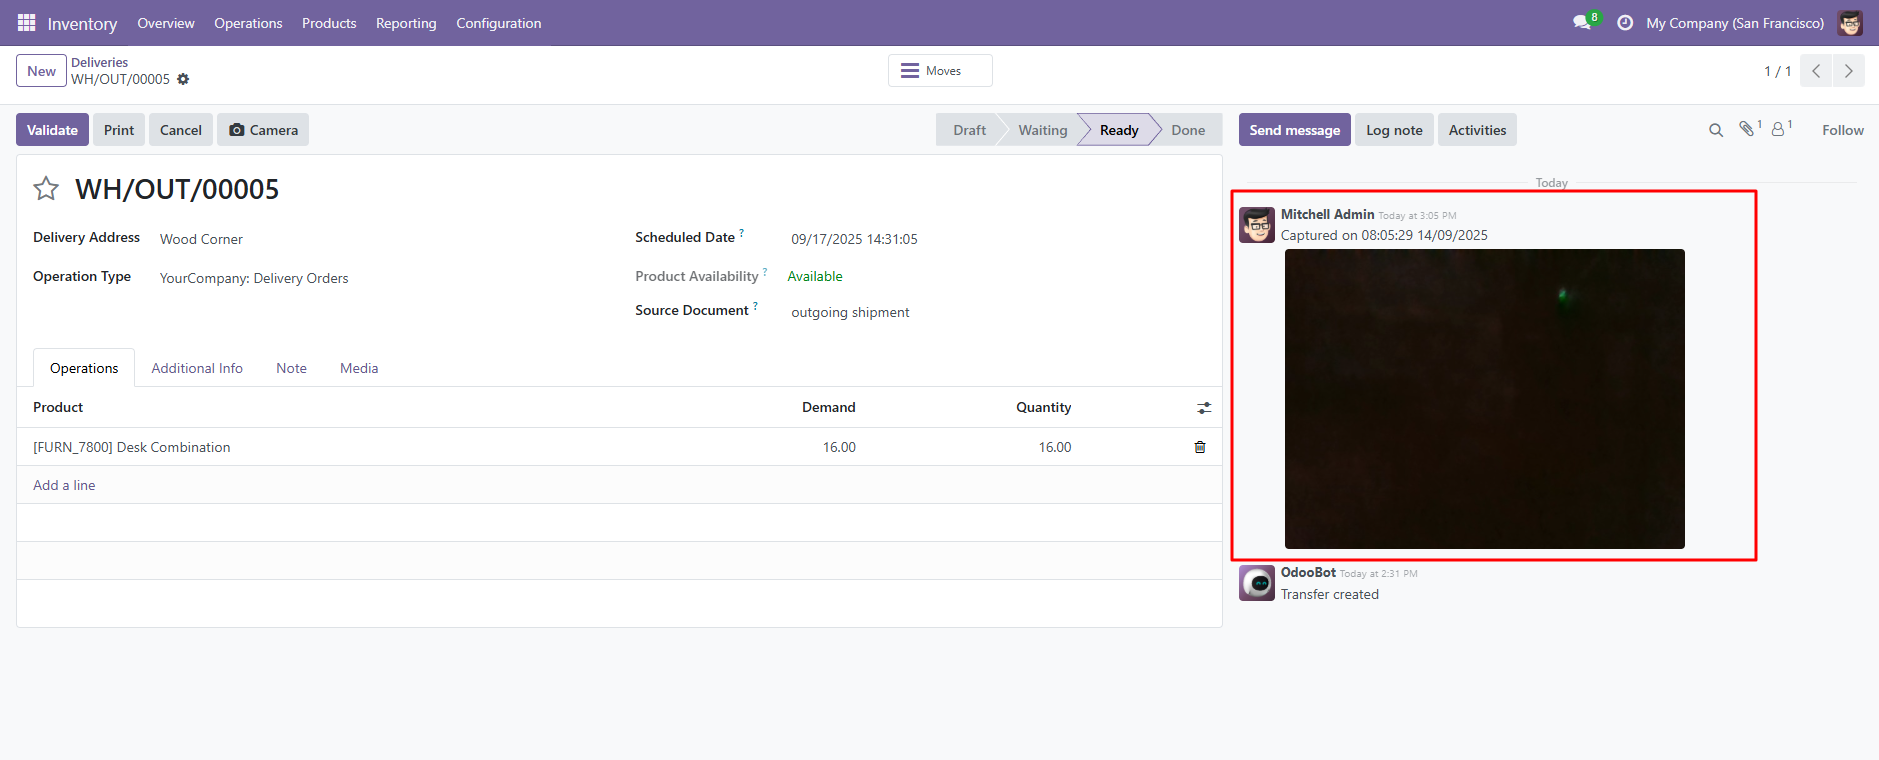 Inventory Overview Operations Products Reporting Configuration 8 My Company (San Francisco)
New Deliveries
WH/OUT/00005
Moves
1 / 1
Validate Print Cancel Camera Draft Waiting Ready Done
Send message Log note Activities 1 1 Follow
WH/OUT/00005
Delivery Address Wood Corner
Operation Type YourCompany: Delivery Orders
Scheduled Date ? 09/17/2025 14:31:05
Product Availability ? Available
Source Document ? outgoing shipment
Operations Additional Info Note Media
Product Demand Quantity
[FURN_7800] Desk Combination 16.00 16.00
Add a line
Today
Mitchell Admin Today at 3:05 PM
Captured on 08:05:29 14/09/2025
OdooBot Today at 2:31 PM
Transfer created